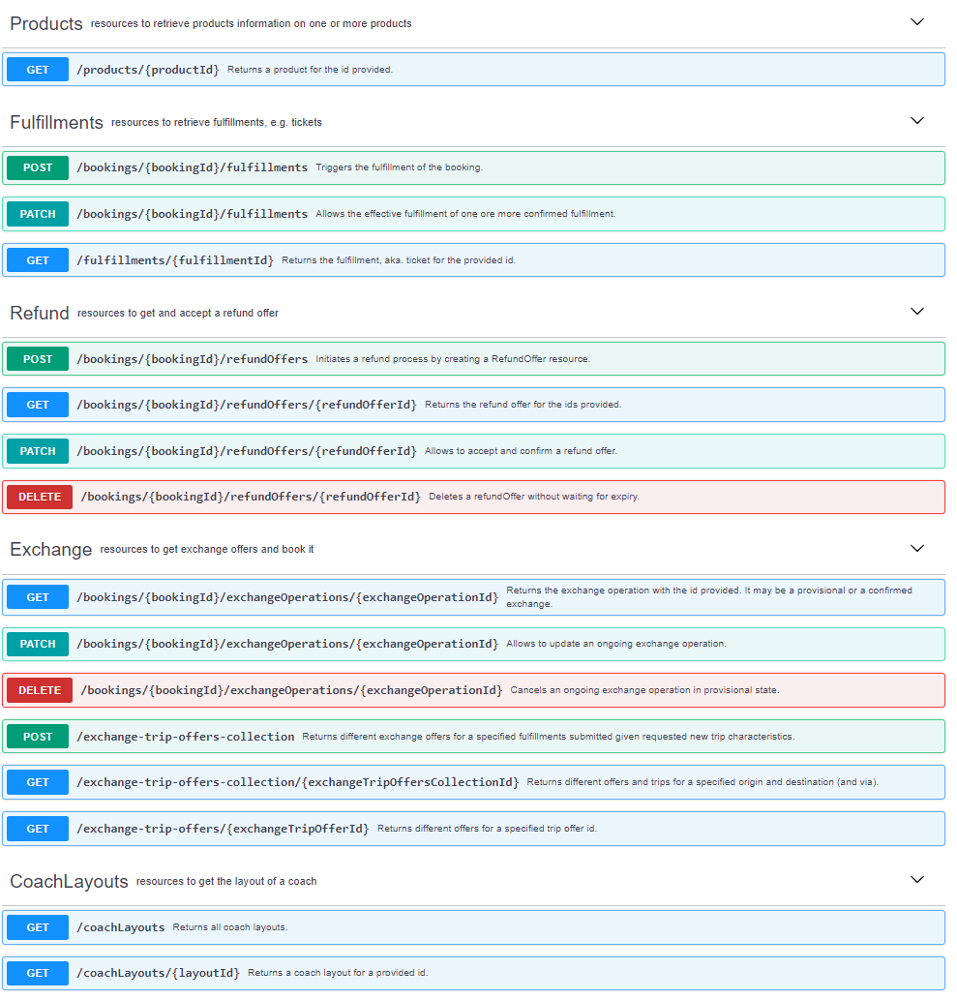 Products resources to retrieve products information on one or more products
GET /products/{productId} Returns a product for the id provided.
Fulfillments resources to retrieve fulfillments, e.g. tickets
POST /bookings/{bookingId}/fulfillments Triggers the fulfillment of the booking.
PATCH /bookings/{bookingId}/fulfillments Allows the effective fulfillment of one ore more confirmed fulfillment.
GET /fulfillments/{fulfillmentId} Returns the fulfillment, aka. ticket for the provided id.
Refund resources to get and accept a refund offer
POST /bookings/{bookingId}/refundOffers Initiates a refund process by creating a RefundOffer resource.
GET /bookings/{bookingId}/refundOffers/{refundOfferId} Returns the refund offer for the ids provided.
PATCH /bookings/{bookingId}/refundOffers/{refundOfferId} Allows to accept and confirm a refund offer.
DELETE /bookings/{bookingId}/refundOffers/{refundOfferId} Deletes a refundOffer without waiting for expiry.
Exchange resources to get exchange offers and book it
GET /bookings/{bookingId}/exchangeOperations/{exchangeOperationId} Returns the exchange operation with the id provided. It may be a provisional or a confirmed
exchange.
PATCH /bookings/{bookingId}/exchangeOperations/{exchangeOperationId} Allows to update an ongoing exchange operation.
DELETE /bookings/{bookingId}/exchangeOperations/{exchangeOperationId} Cancels an ongoing exchange operation in provisional state.
POST /exchange-trip-offers-collection Returns different exchange offers for a specified fulfillments submitted given requested new trip characteristics.
GET /exchange-trip-offers-collection/{exchangeTripOffersCollectionId} Returns different offers and trips for a specified origin and destination (and via).
GET /exchange-trip-offers/{exchangeTripOfferId} Returns different offers for a specified trip offer id.
CoachLayouts resources to get the layout of a coach
GET /coachLayouts Returns all coach layouts.
GET /coachLayouts/{layoutId} Returns a coach layout for a provided id.